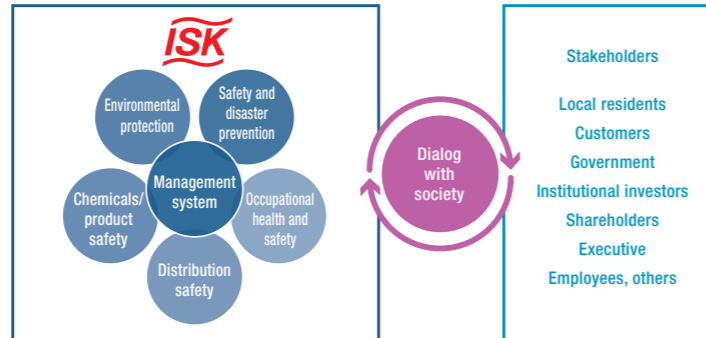 ISK
Environmental
protection
Safety and
disaster
prevention
Management
system
Chemicals/
product
safety
Occupational
health and
safety
Distribution
safety
Dialog
with
society
Stakeholders
Local residents
Customers
Government
Institutional investors
Shareholders
Executive
Employees, others